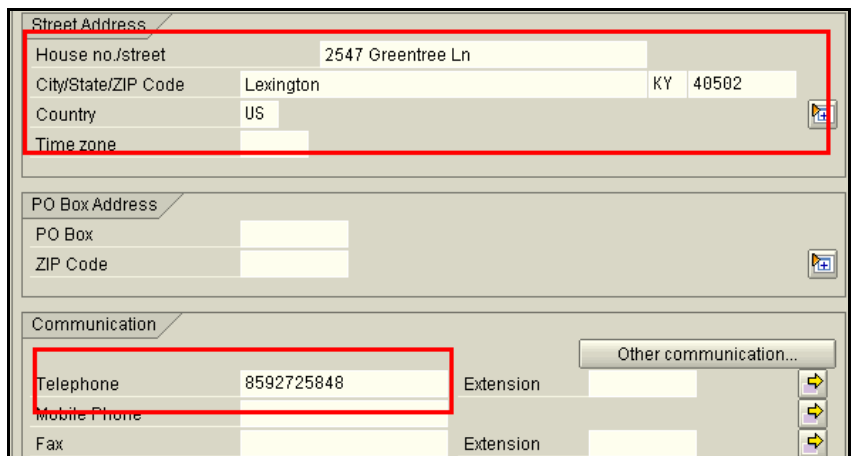 Street Address
House no./street 2547 Greentree Ln
City/State/ZIP Code Lexington KY 40502
Country US
Time zone
PO Box Address
PO Box
ZIP Code
Communication
Other communication...
Telephone 8592725848 Extension
Mobile Phone
Fax Extension